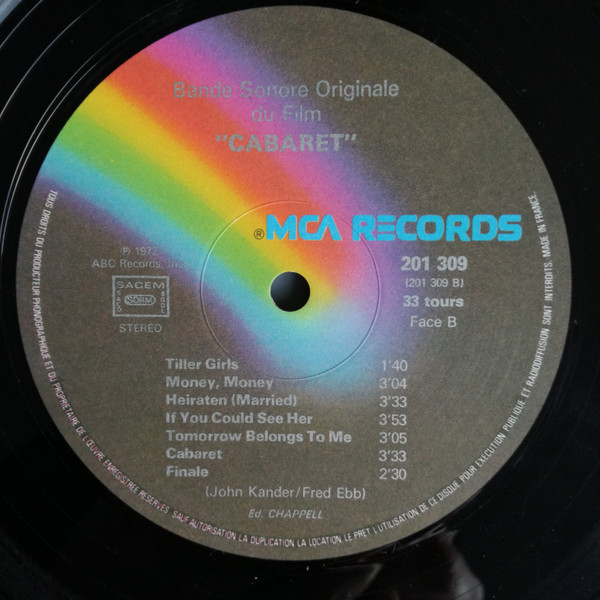 Bande Sonore Originale
du Film
"CABARET"
® MCA RECORDS
℗ 1972
ABC Records, Inc.
SACEM
SACD
SDRM
SGDL
STEREO
201 309
(201 309 B)
33 tours
Face B
Tiller Girls 1'40
Money, Money 3'04
Heiraten (Married) 3'33
If You Could See Her 3'53
Tomorrow Belongs To Me 3'05
Cabaret 3'33
Finale 2'30
(John Kander/Fred Ebb)
Ed. CHAPPELL
TOUS DROITS DU PRODUCTEUR PHONOGRAPHIQUE ET DU PROPRIETAIRE DE L'ŒUVRE ENREGISTREE RESERVES. SAUF AUTORISATION LA DUPLICATION, LA LOCATION, LE PRET, L'UTILISATION DE CE DISQUE POUR EXECUTION PUBLIQUE ET RADIODIFFUSION SONT INTERDITS. MADE IN FRANCE.